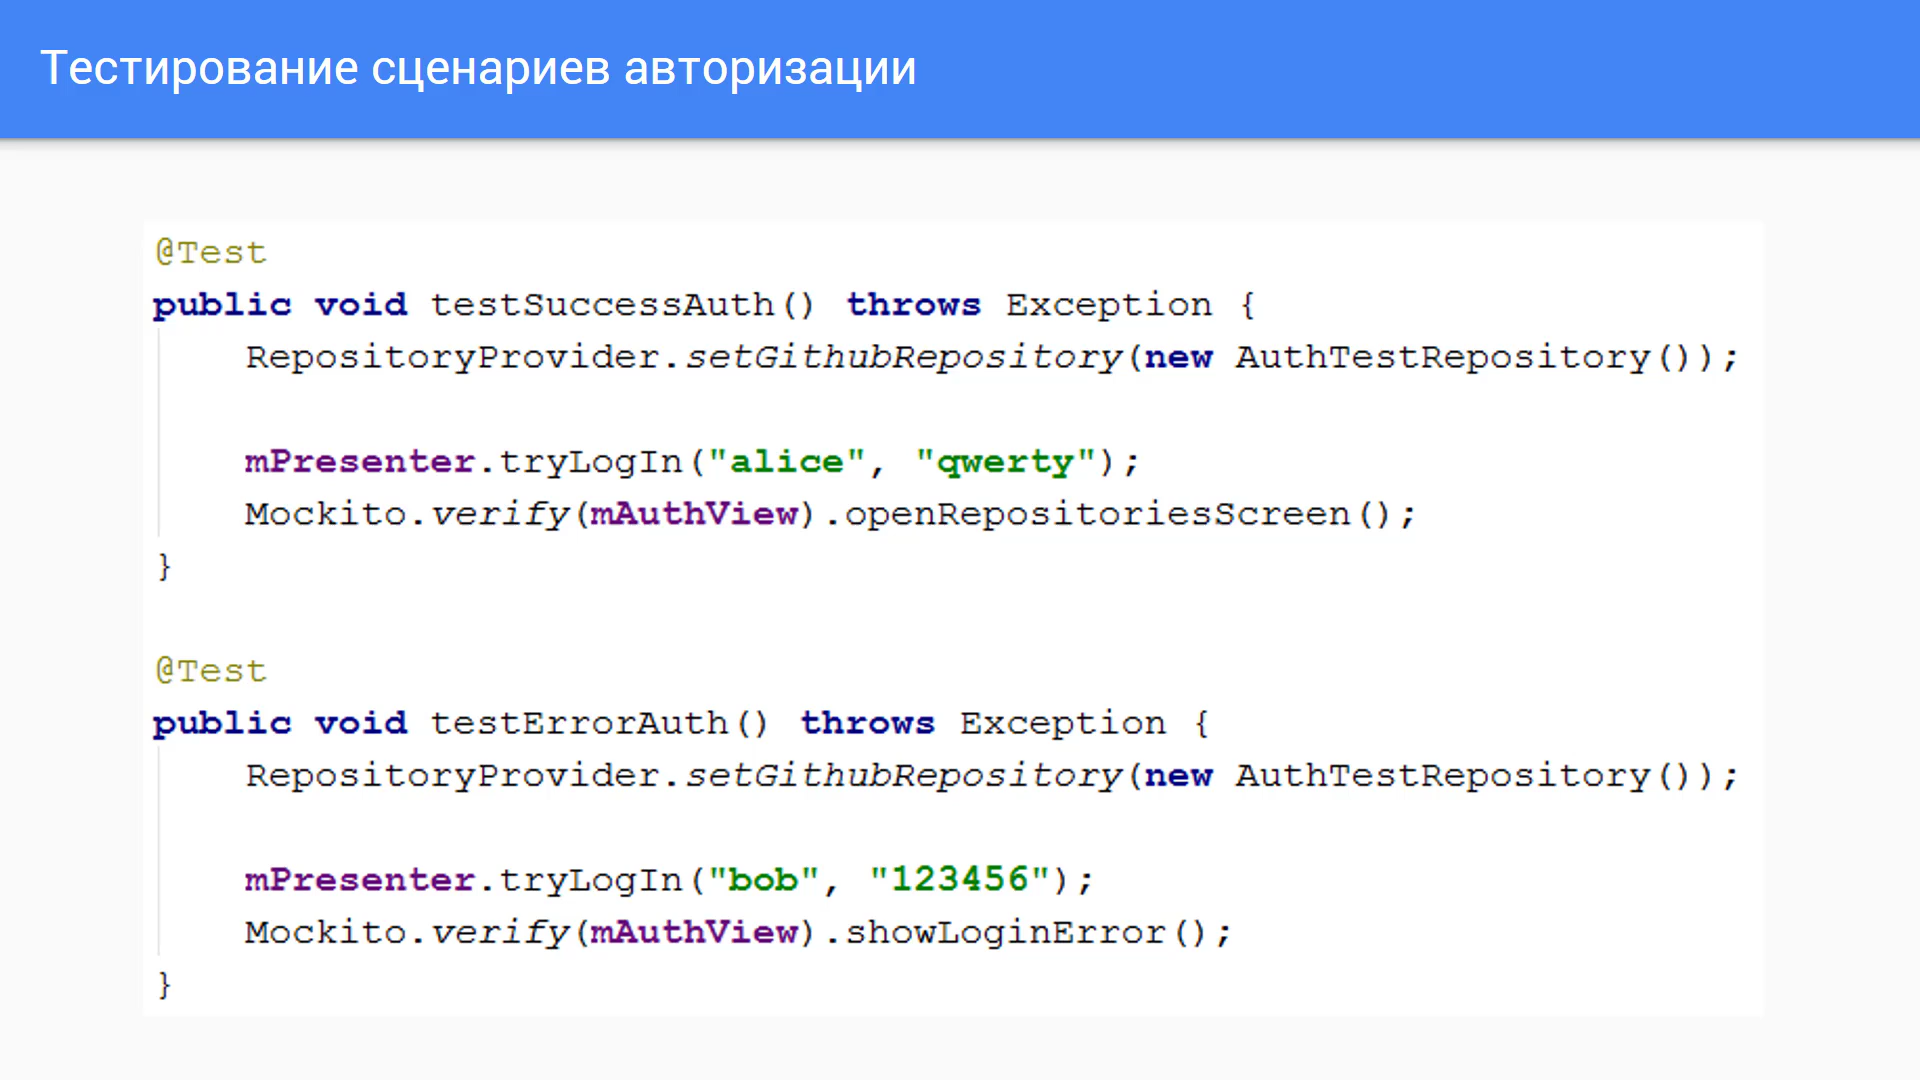 Тестирование сценариев авторизации
@Test
public void testSuccessAuth() throws Exception {
    RepositoryProvider.setGithubRepository(new AuthTestRepository());
    mPresenter.tryLogIn("alice", "qwerty");
    Mockito.verify(mAuthView).openRepositoriesScreen();
}
@Test
public void testErrorAuth() throws Exception {
    RepositoryProvider.setGithubRepository(new AuthTestRepository());
    mPresenter.tryLogIn("bob", "123456");
    Mockito.verify(mAuthView).showLoginError();
}